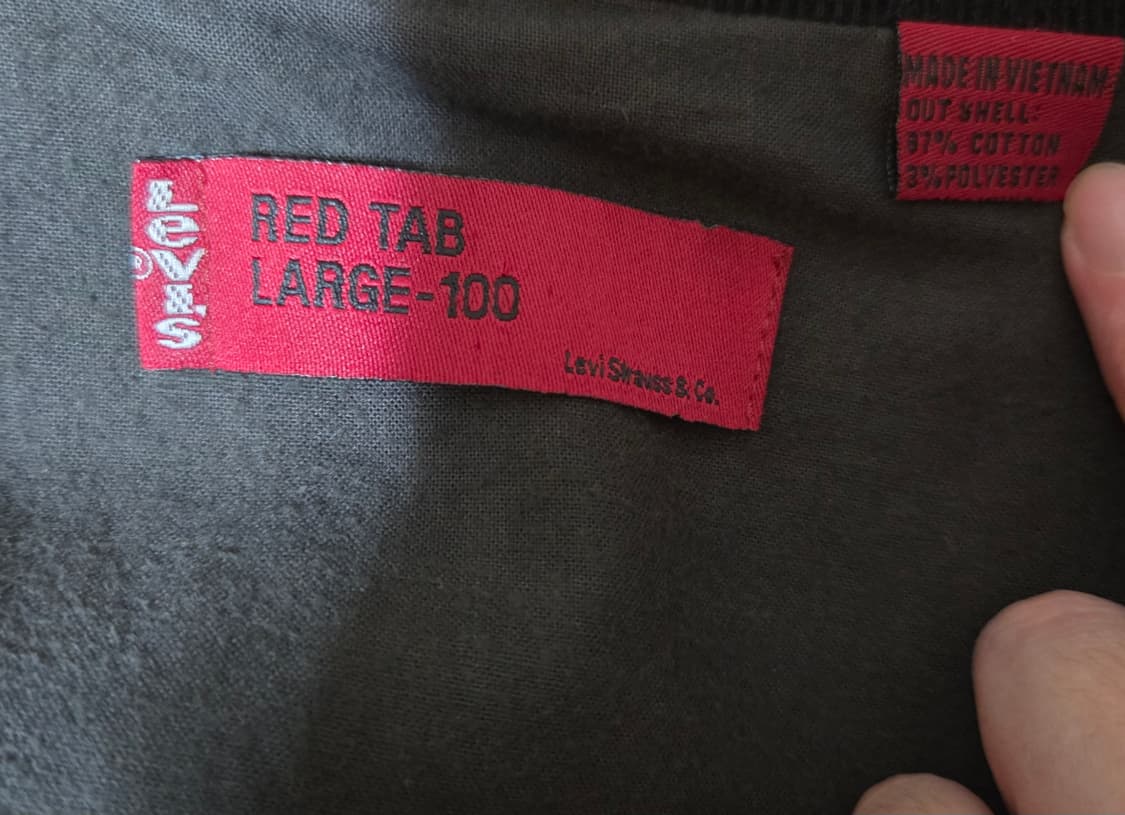 LEVI'S
®
RED TAB
LARGE-100
Levi Strauss & Co.
MADE IN VIETNAM
OUT SHELL:
97% COTTON
3% POLYESTER